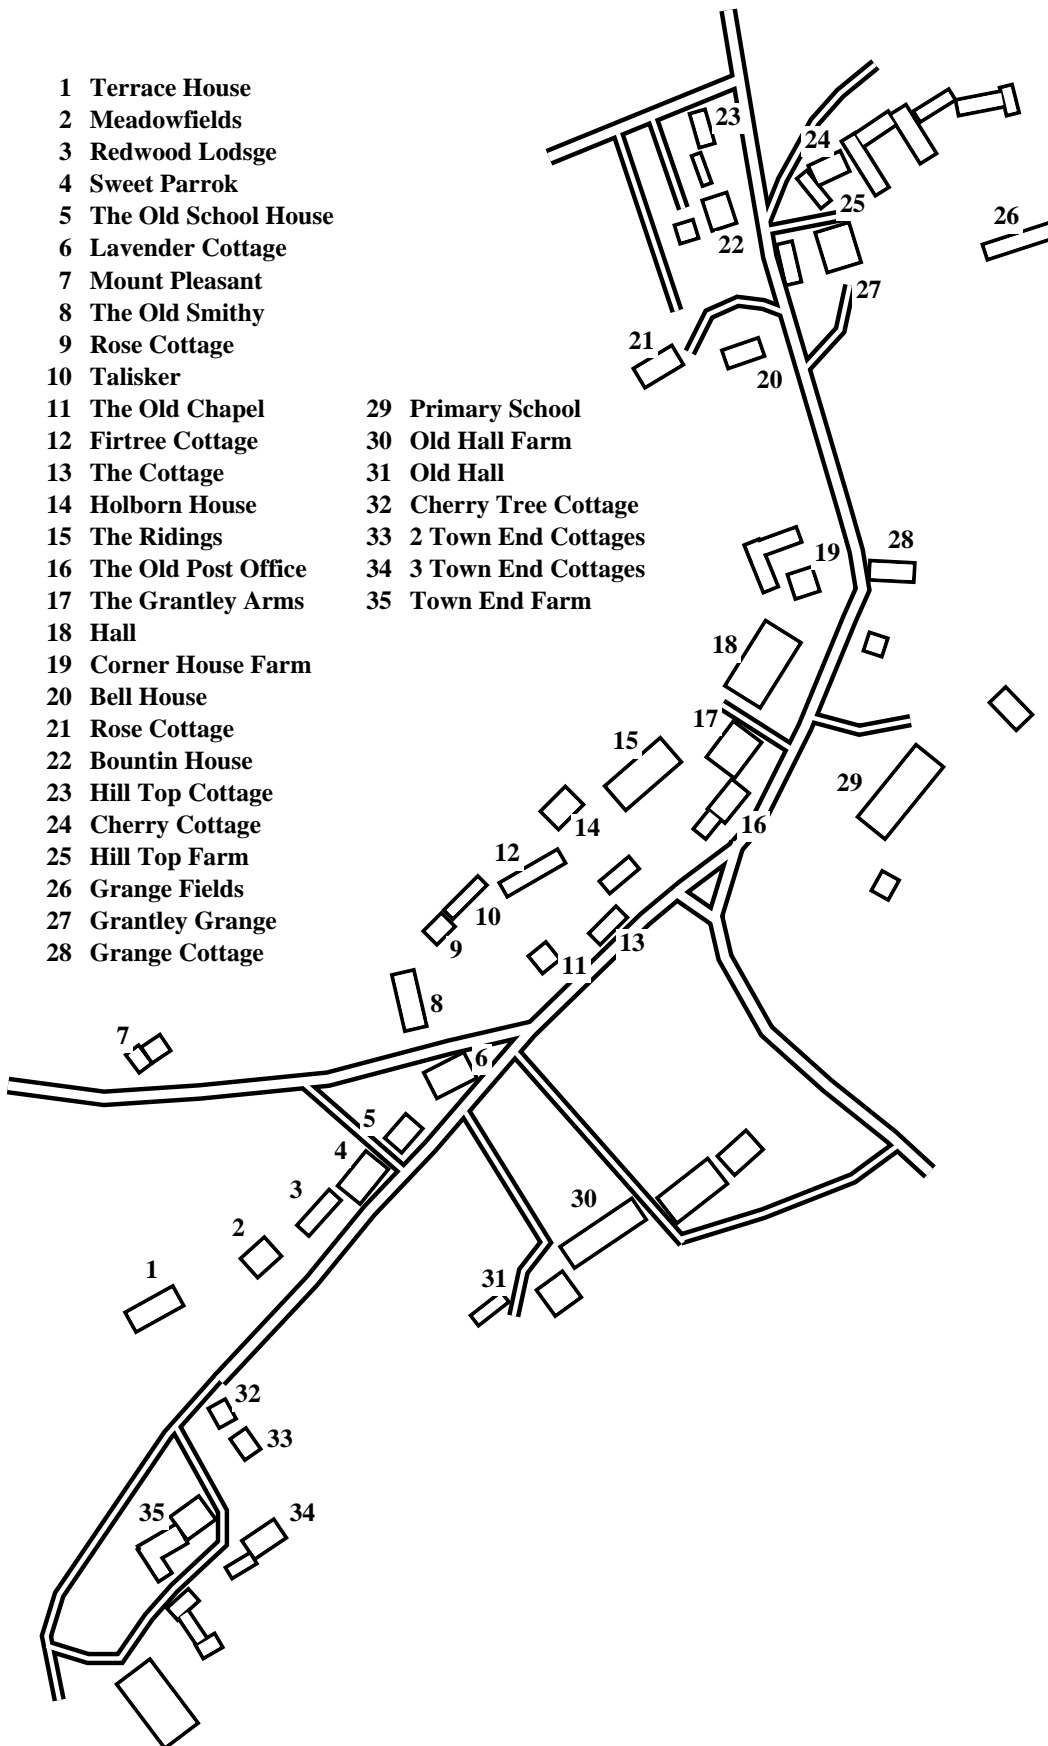 1 Terrace House
2 Meadowfields
3 Redwood Lodsge
4 Sweet Parrok
5 The Old School House
6 Lavender Cottage
7 Mount Pleasant
8 The Old Smithy
9 Rose Cottage
10 Talisker
11 The Old Chapel
12 Firtree Cottage
13 The Cottage
14 Holborn House
15 The Ridings
16 The Old Post Office
17 The Grantley Arms
18 Hall
19 Corner House Farm
20 Bell House
21 Rose Cottage
22 Bountin House
23 Hill Top Cottage
24 Cherry Cottage
25 Hill Top Farm
26 Grange Fields
27 Grantley Grange
28 Grange Cottage
29 Primary School
30 Old Hall Farm
31 Old Hall
32 Cherry Tree Cottage
33 2 Town End Cottages
34 3 Town End Cottages
35 Town End Farm
23
24
25
26
22
27
21
20
19
28
18
17
15
29
14
16
12
10
13
9
11
8
7
6
5
4
3
30
2
1
31
32
33
35
34